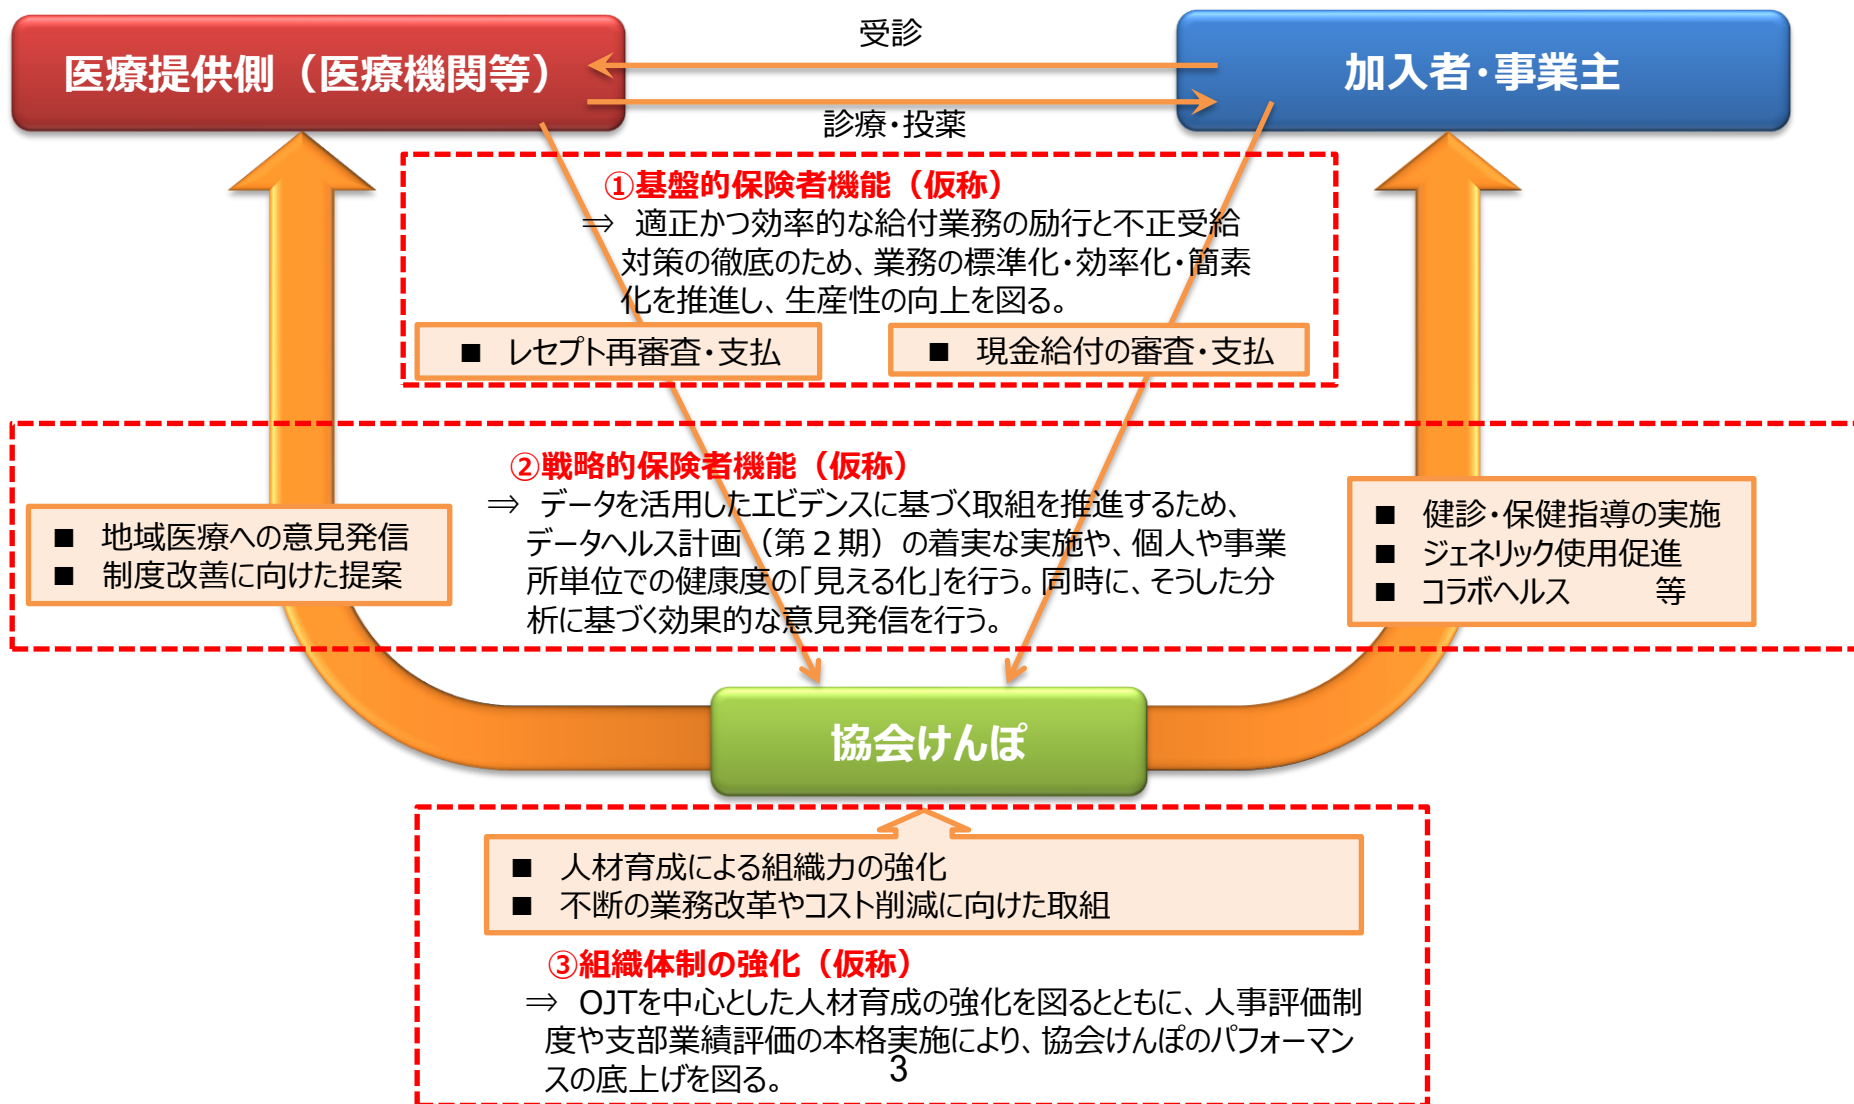 医療提供側（医療機関等）
受診
診療・投薬
加入者・事業主
①基盤的保険者機能（仮称）
⇒ 適正かつ効率的な給付業務の励行と不正受給
対策の徹底のため、業務の標準化・効率化・簡素
化を推進し、生産性の向上を図る。
■ レセプト再審査・支払
■ 現金給付の審査・支払
②戦略的保険者機能（仮称）
⇒ データを活用したエビデンスに基づく取組を推進するため、
データヘルス計画（第２期）の着実な実施や、個人や事業
所単位での健康度の「見える化」を行う。同時に、そうした分
析に基づく効果的な意見発信を行う。
■ 地域医療への意見発信
■ 制度改善に向けた提案
■ 健診・保健指導の実施
■ ジェネリック使用促進
■ コラボヘルス 等
協会けんぽ
■ 人材育成による組織力の強化
■ 不断の業務改革やコスト削減に向けた取組
③組織体制の強化（仮称）
⇒ OJTを中心とした人材育成の強化を図るとともに、人事評価制
度や支部業績評価の本格実施により、協会けんぽのパフォーマン
スの底上げを図る。
3